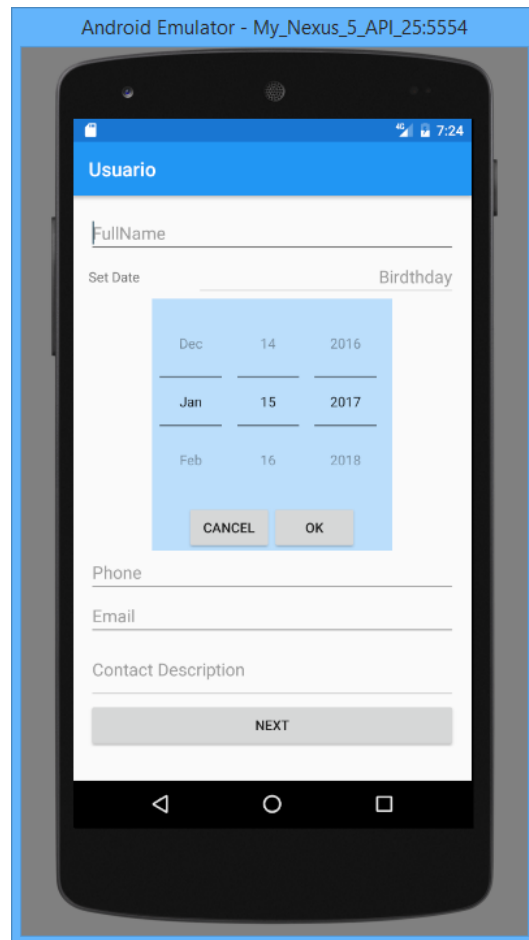 Android Emulator - My_Nexus_5_API_25:5554
4G 7:24
Usuario
FullName
Set Date Birdthday
Dec 14 2016
Jan 15 2017
Feb 16 2018
CANCEL OK
Phone
Email
Contact Description
NEXT